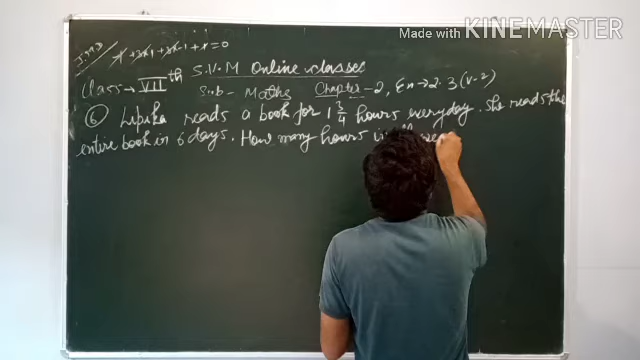 Made with KINEMASTER
S.V.M Online classes
Class → VII th Sub - Maths Chapter - 2, Ex → 2.3 (V-2)
6 Lipika reads a book for 1 3/4 hours everyday. She reads the
entire book in 6 days. How many hours in